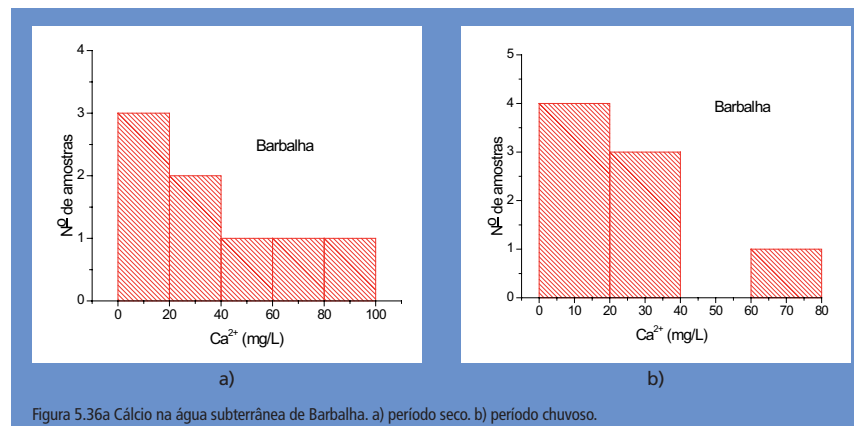 4
3
2
1
0
Nº de amostras
Barbalha
0 20 40 60 80 100
Ca²⁺ (mg/L)
a)
5
4
3
2
1
0
Nº de amostras
Barbalha
0 10 20 30 40 50 60 70 80
Ca²⁺ (mg/L)
b)
Figura 5.36a Cálcio na água subterrânea de Barbalha. a) período seco. b) período chuvoso.